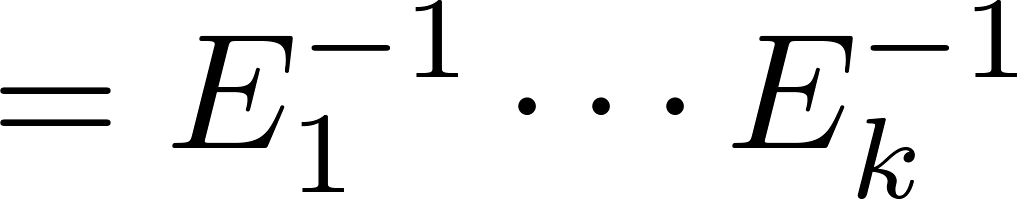 = E_1^{-1} \cdots E_k^{-1}